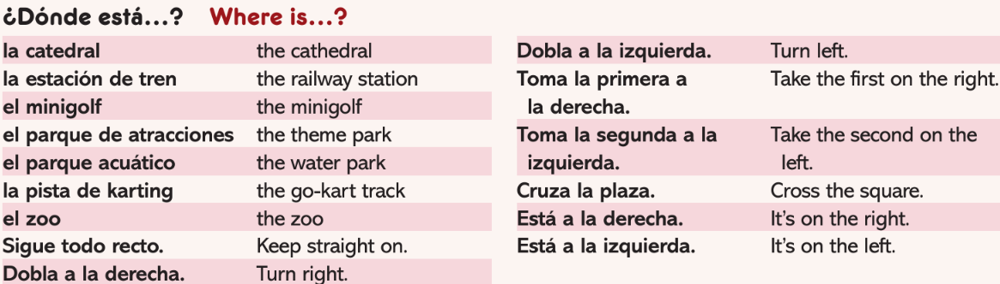 ¿Dónde está…? Where is…?
la catedral the cathedral
la estación de tren the railway station
el minigolf the minigolf
el parque de atracciones the theme park
el parque acuático the water park
la pista de karting the go-kart track
el zoo the zoo
Sigue todo recto. Keep straight on.
Dobla a la derecha. Turn right.
Dobla a la izquierda. Turn left.
Toma la primera a Take the first on the right.
la derecha.
Toma la segunda a la Take the second on the
izquierda. left.
Cruza la plaza. Cross the square.
Está a la derecha. It's on the right.
Está a la izquierda. It's on the left.